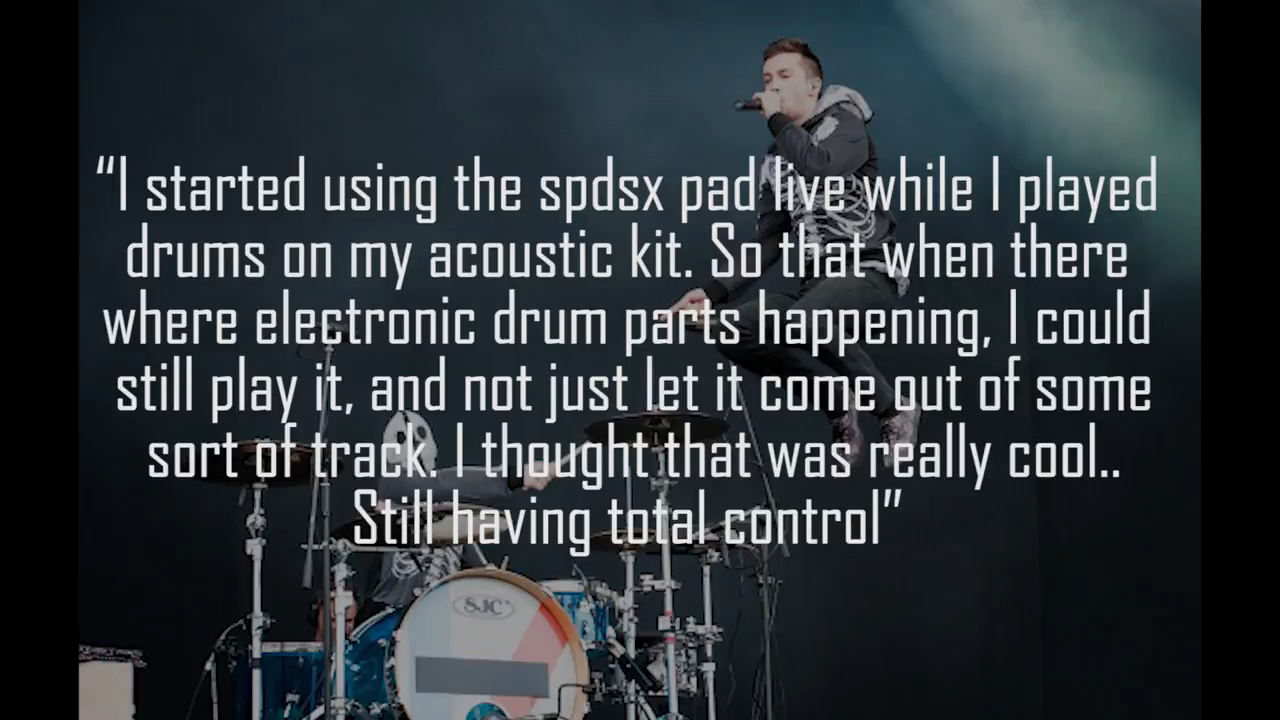 “I started using the spdsx pad live while I played
drums on my acoustic kit. So that when there
where electronic drum parts happening, I could
still play it, and not just let it come out of some
sort of track. I thought that was really cool..
Still having total control”
SJC